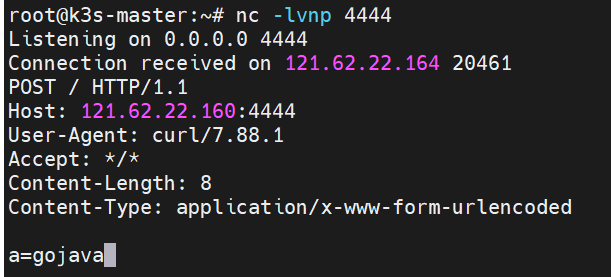 root@k3s-master:~# nc -lvnp 4444
Listening on 0.0.0.0 4444
Connection received on 121.62.22.164 20461
POST / HTTP/1.1
Host: 121.62.22.160:4444
User-Agent: curl/7.88.1
Accept: */*
Content-Length: 8
Content-Type: application/x-www-form-urlencoded
a=gojava